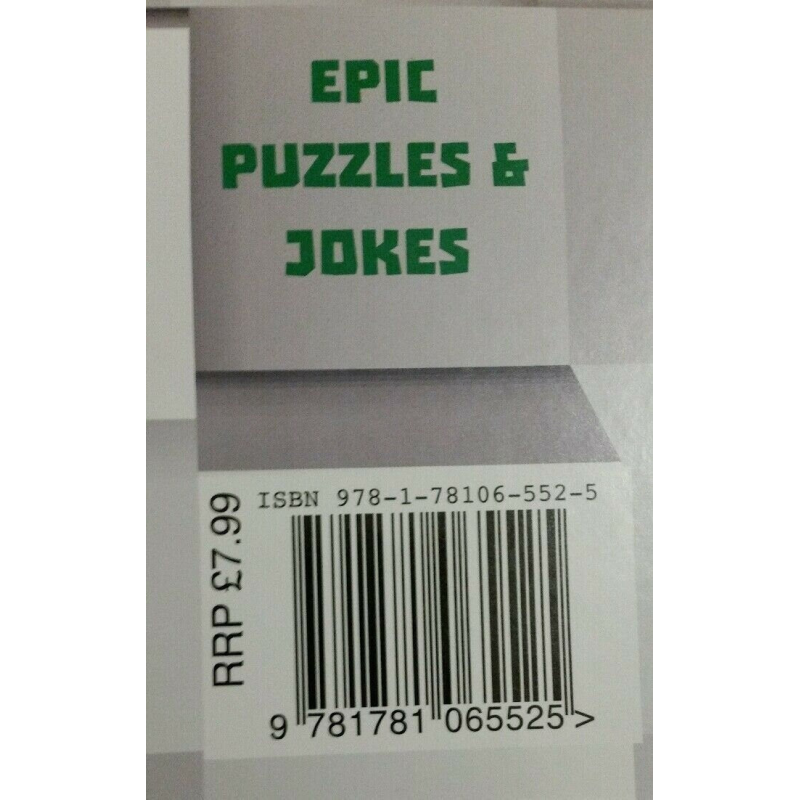 EPIC
PUZZLES &
JOKES
ISBN 978-1-78106-552-5
RRP £7.99
9 781781 065525 >